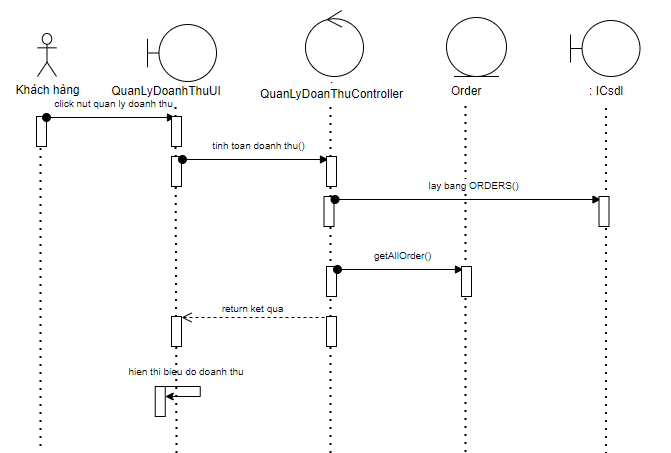 Khách hảng
QuanLyDoanhThuUI
QuanLyDoanThuController
Order
: ICsdl
click nut quan ly doanh thu
tinh toan doanh thu()
lay bang ORDERS()
getAllOrder()
return ket qua
hien thi bieu do doanh thu